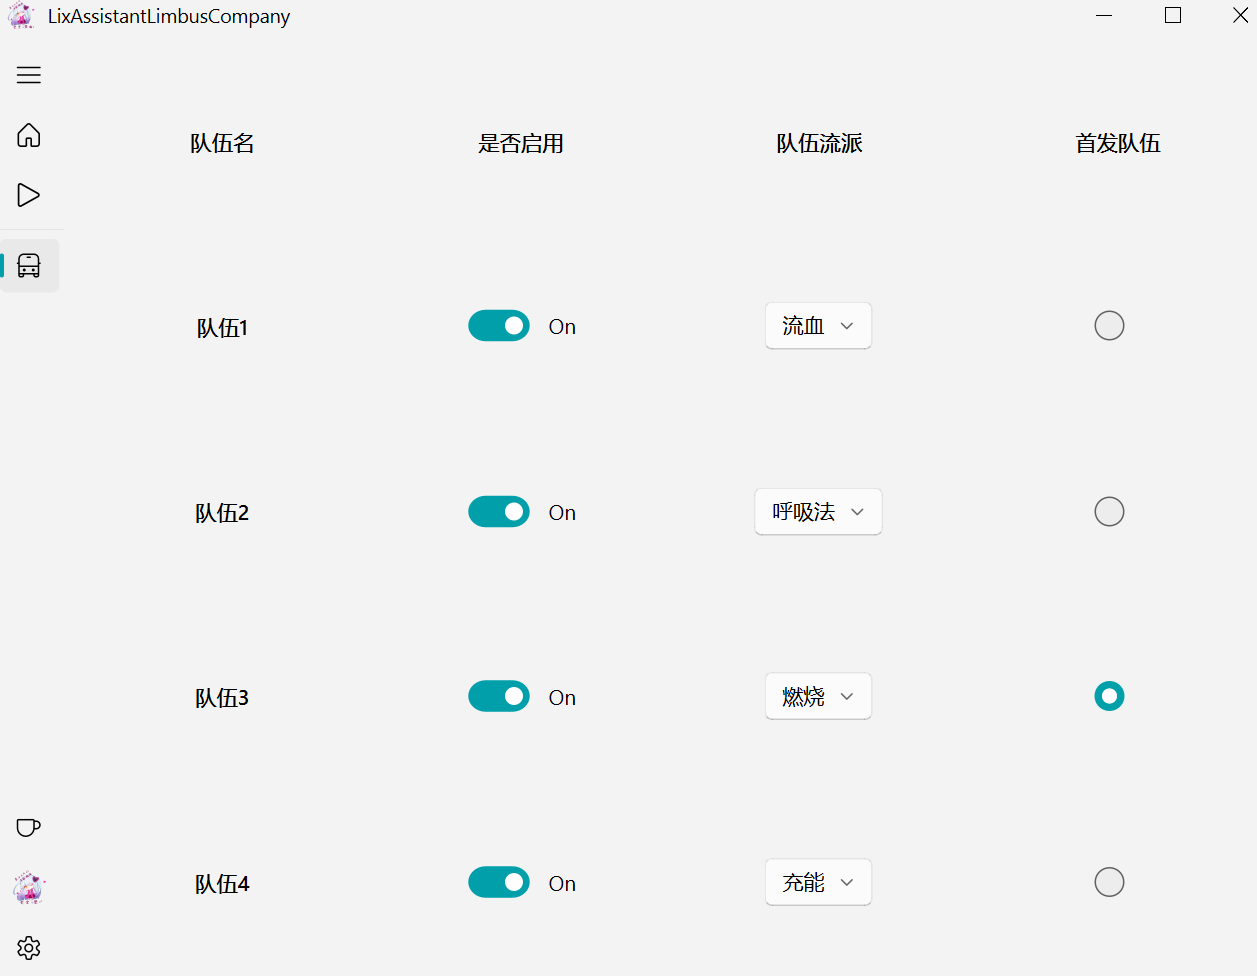 LixAssistantLimbusCompany
队伍名 是否启用 队伍流派 首发队伍
队伍1 On 流血
队伍2 On 呼吸法
队伍3 On 燃烧
队伍4 On 充能